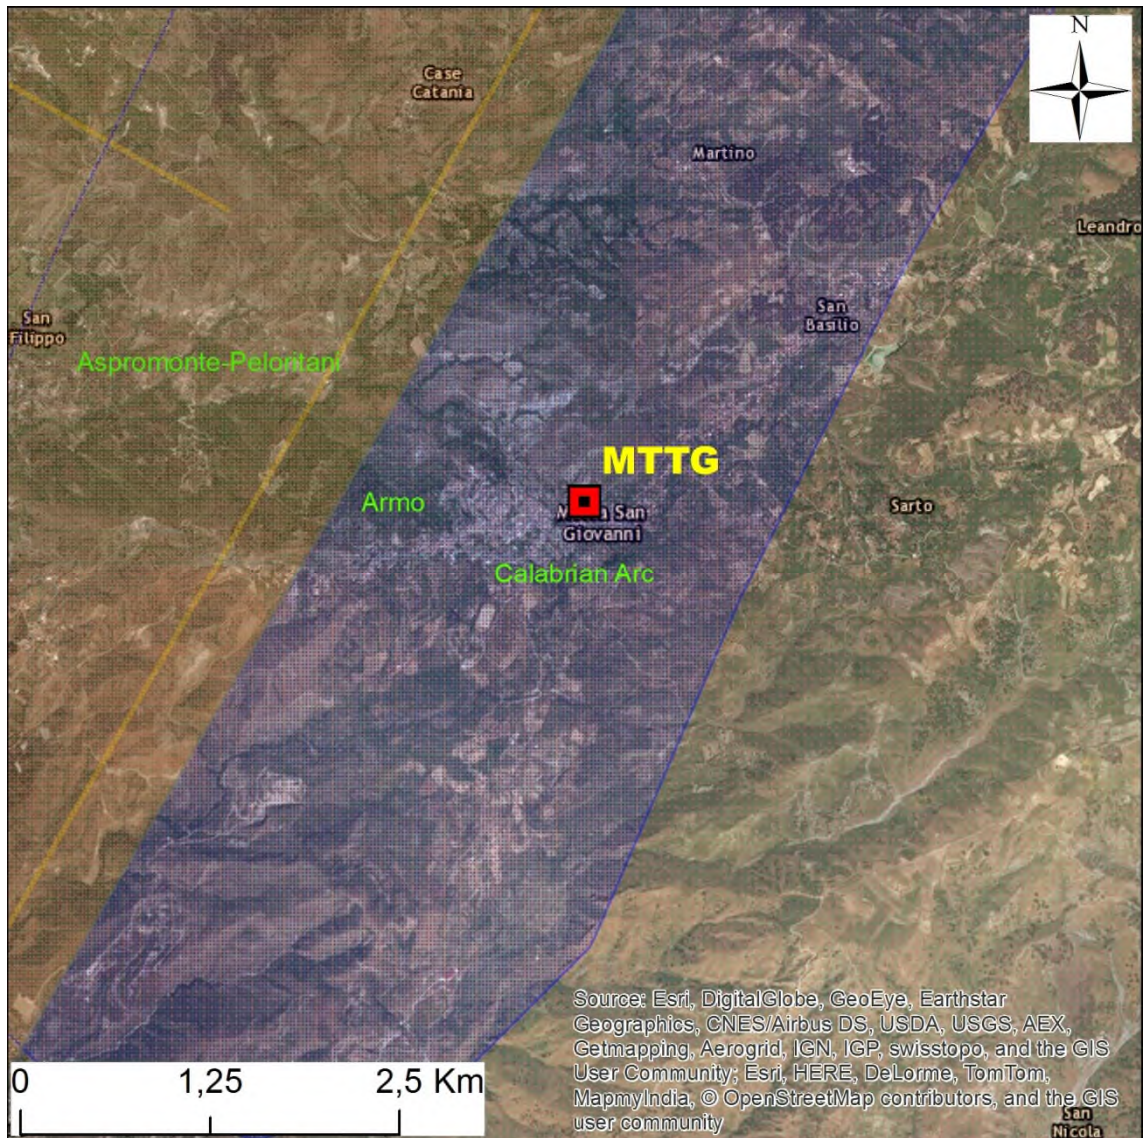 N
Case
Catania
Martino
Leandro
San
Filippo
San
Basilio
Aspromonte-Peloritani
MTTG
Armo
Sarto
San
Giovanni
Calabrian Arc
Source: Esri, DigitalGlobe, GeoEye, Earthstar
Geographics, CNES/Airbus DS, USDA, USGS, AEX,
Getmapping, Aerogrid, IGN, IGP, swisstopo, and the GIS
User Community; Esri, HERE, DeLorme, TomTom,
MapmyIndia, © OpenStreetMap contributors, and the GIS
user community
0 1,25 2,5 Km
San
Nicola